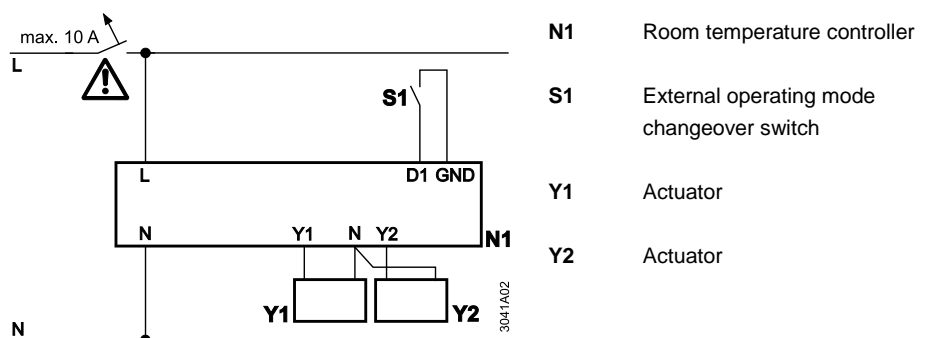 max. 10 A
L
S1
L
D1 GND
N
Y1 N Y2
N1
Y1
Y2
3041A02
N
N1 Room temperature controller
S1 External operating mode
changeover switch
Y1 Actuator
Y2 Actuator